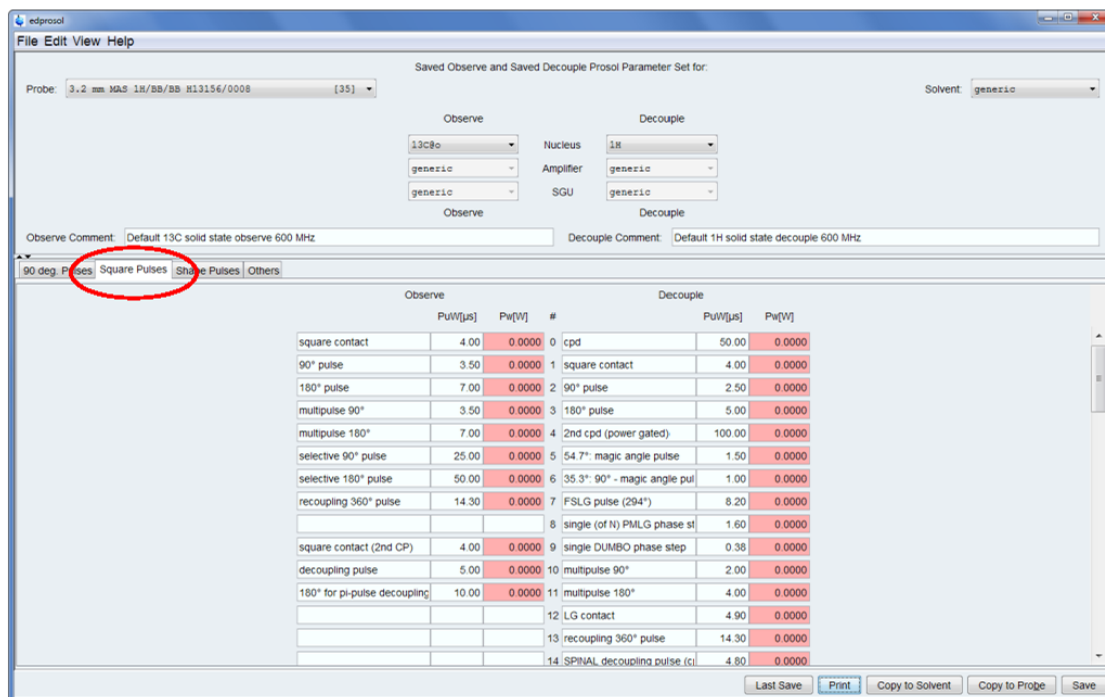 edprosol
File Edit View Help
Saved Observe and Saved Decouple Prosol Parameter Set for:
Probe: 3.2 mm MAS 1H/BB/BB H13156/0008 [35] Solvent: generic
Observe Decouple
13C@o Nucleus 1H
generic Amplifier generic
generic SGU generic
Observe Decouple
Observe Comment: Default 13C solid state observe 600 MHz Decouple Comment: Default 1H solid state decouple 600 MHz
90 deg. Pulses Square Pulses Shape Pulses Others
Observe Decouple
PuW[µs] Pw[W] # PuW[µs] Pw[W]
square contact 4.00 0.0000 0 cpd 50.00 0.0000
90° pulse 3.50 0.0000 1 square contact 4.00 0.0000
180° pulse 7.00 0.0000 2 90° pulse 2.50 0.0000
multipulse 90° 3.50 0.0000 3 180° pulse 5.00 0.0000
multipulse 180° 7.00 0.0000 4 2nd cpd (power gated) 100.00 0.0000
selective 90° pulse 25.00 0.0000 5 54.7°: magic angle pulse 1.50 0.0000
selective 180° pulse 50.00 0.0000 6 35.3°: 90° - magic angle pul 1.00 0.0000
recoupling 360° pulse 14.30 0.0000 7 FSLG pulse (294°) 8.20 0.0000
8 single (of N) PMLG phase st 1.60 0.0000
square contact (2nd CP) 4.00 0.0000 9 single DUMBO phase step 0.38 0.0000
decoupling pulse 5.00 0.0000 10 multipulse 90° 2.00 0.0000
180° for pi-pulse decoupling 10.00 0.0000 11 multipulse 180° 4.00 0.0000
12 LG contact 4.90 0.0000
13 recoupling 360° pulse 14.30 0.0000
14 SPINAL decoupling pulse (c 4.80 0.0000
Last Save Print Copy to Solvent Copy to Probe Save